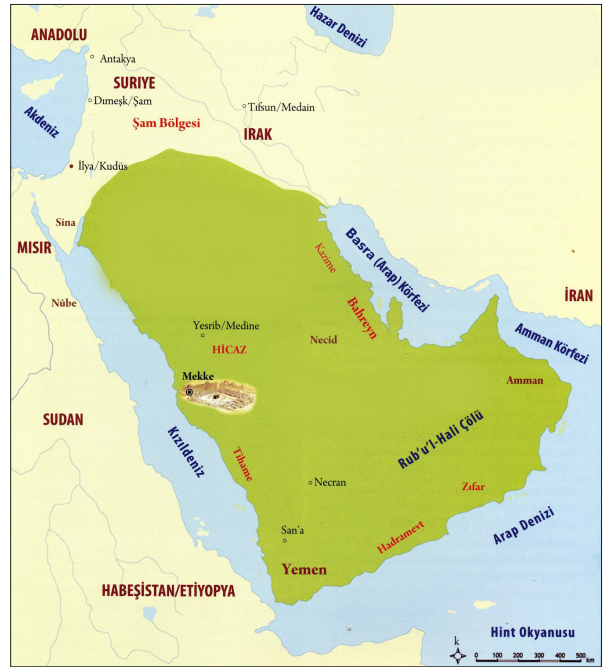 Hazar Denizi
ANADOLU
Antakya
SURIYE
Dımeşk/Şam
Tıfsun/Medain
Akdeniz
Şam Bölgesi
IRAK
İlya/Kudüs
Sina
MISIR
Kazime
Basra (Arap) Körfezi
Nûbe
Bahreyn
İRAN
Yesrib/Medine
Necid
Amman Körfezi
HİCAZ
Mekke
Amman
SUDAN
Kızıldeniz
Rub'u'l-Hali Çölü
Tihame
Necran
Zıfar
San'a
Hadramevt
Arap Denizi
Yemen
HABEŞİSTAN/ETİYOPYA
Hint Okyanusu
k
0 100 200 300 400 500 km